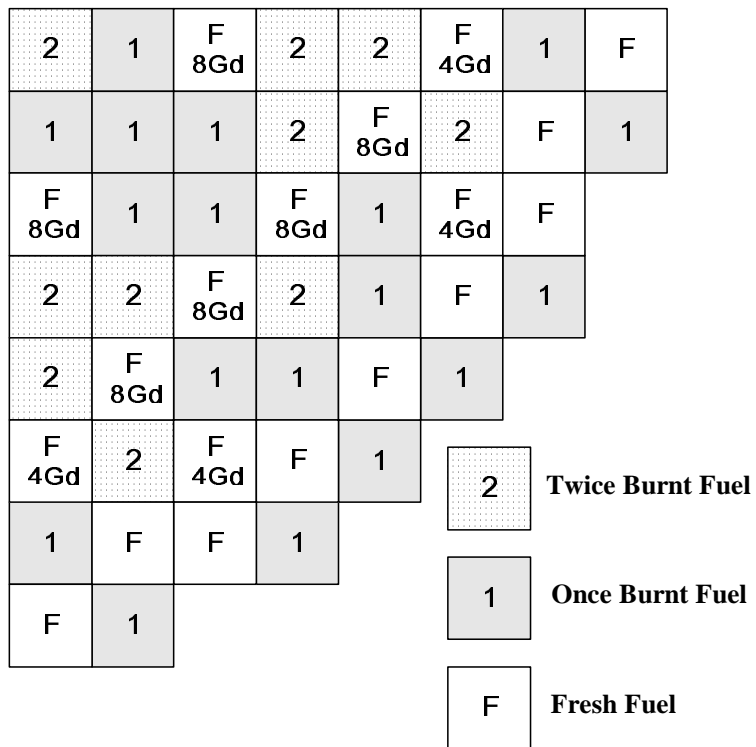 2 1 F 8Gd 2 2 F 4Gd 1 F
1 1 1 2 F 8Gd 2 F 1
F 8Gd 1 1 F 8Gd 1 F 4Gd F
2 2 F 8Gd 2 1 F 1
2 F 8Gd 1 1 F 1
F 4Gd 2 F 4Gd F 1
1 F F 1
F 1
2 Twice Burnt Fuel
1 Once Burnt Fuel
F Fresh Fuel